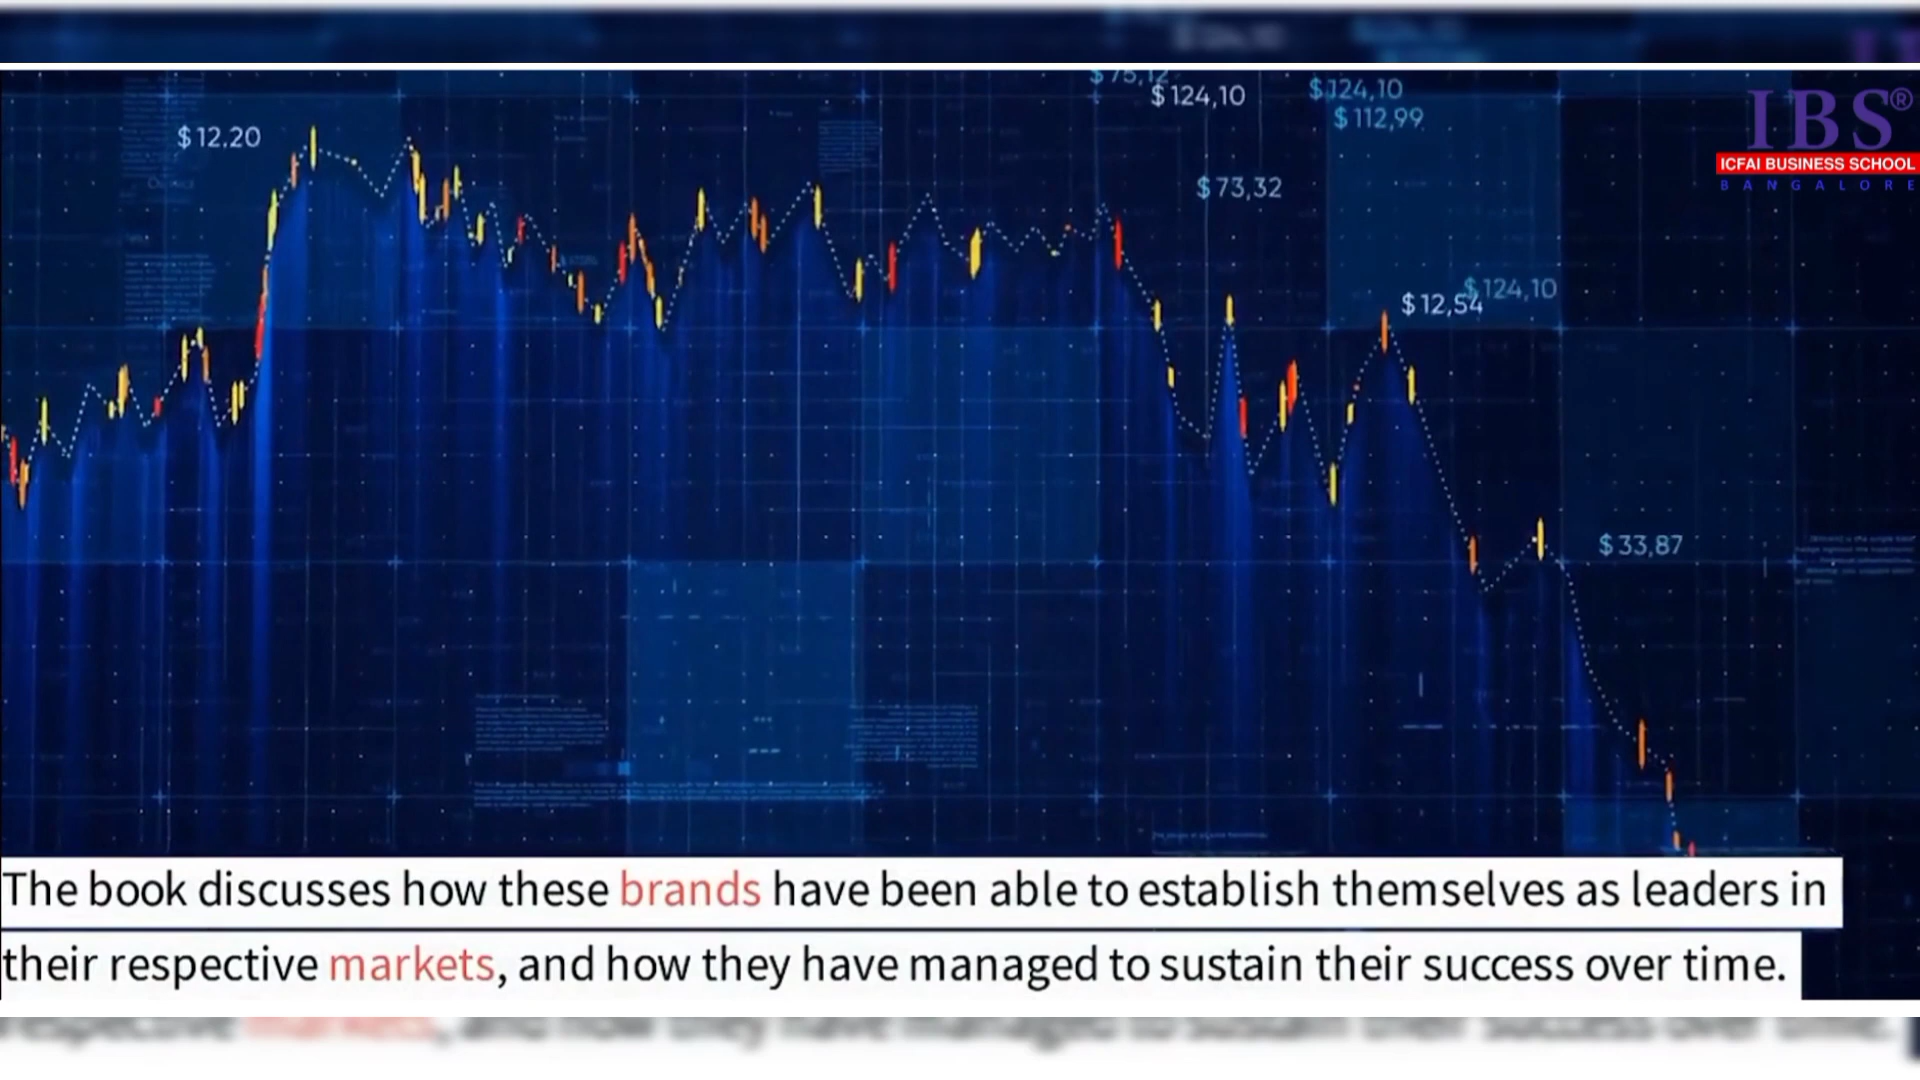 $75,12
$124,10
$124,10
$112,99
IBS®
ICFAI BUSINESS SCHOOL
BANGALORE
$12,20
$73,32
$124,10
$12,54
$33,87
The book discusses how these brands have been able to establish themselves as leaders in
their respective markets, and how they have managed to sustain their success over time.